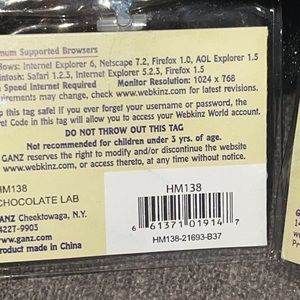 mum Supported Browsers
ows: Internet Explorer 6, Netscape 7.2, Firefox 1.0, AOL Explorer 1.5
intosh: Safari 1.2.3, Internet Explorer 5.2.3, Firefox 1.5
Speed Internet Required Monitor Resolution: 1024 x 768
uirements may change, check www.webkinz.com for updates.
p this tag safe! If you ever forget your username or password, the
et Code in this tag will allow you to access your Webkinz World account.
DO NOT THROW OUT THIS TAG
Not recommended for children under 3 yrs. of age.
GANZ reserves the right to modify and/or discontinue the website
www.webkinz.com, or access thereto, at any time, without notice.
HM138
CHOCOLATE LAB
GANZ Cheektowaga, N.Y.
14227-9903
www.ganz.com
Product made in China
HM138
6 61371 01914 7
HM138-21693-B37